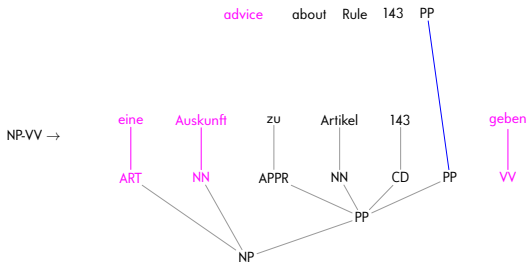 advice about Rule 143 PP
eine Auskunft zu Artikel 143 geben
NP-VV →
ART NN APPR NN CD PP VV
PP
NP